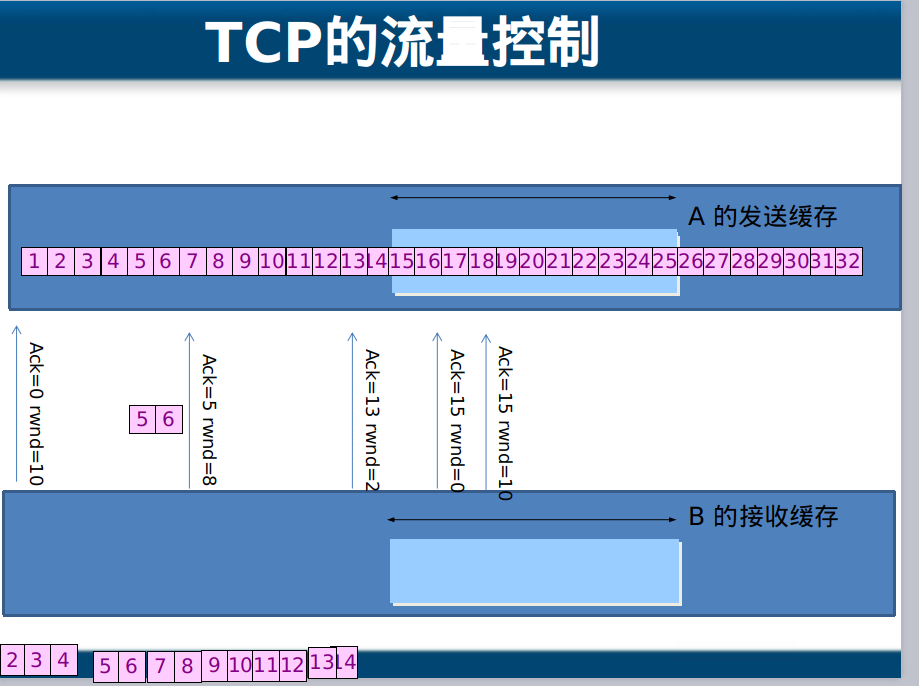 TCP的流量控制
A 的发送缓存
1 2 3 4 5 6 7 8 9 10 11 12 13 14 15 16 17 18 19 20 21 22 23 24 25 26 27 28 29 30 31 32
Ack=0 rwnd=10
5 6
Ack=5 rwnd=8
Ack=13 rwnd=2
Ack=15 rwnd=0
Ack=15 rwnd=10
B 的接收缓存
2 3 4 5 6 7 8 9 10 11 12 13 14